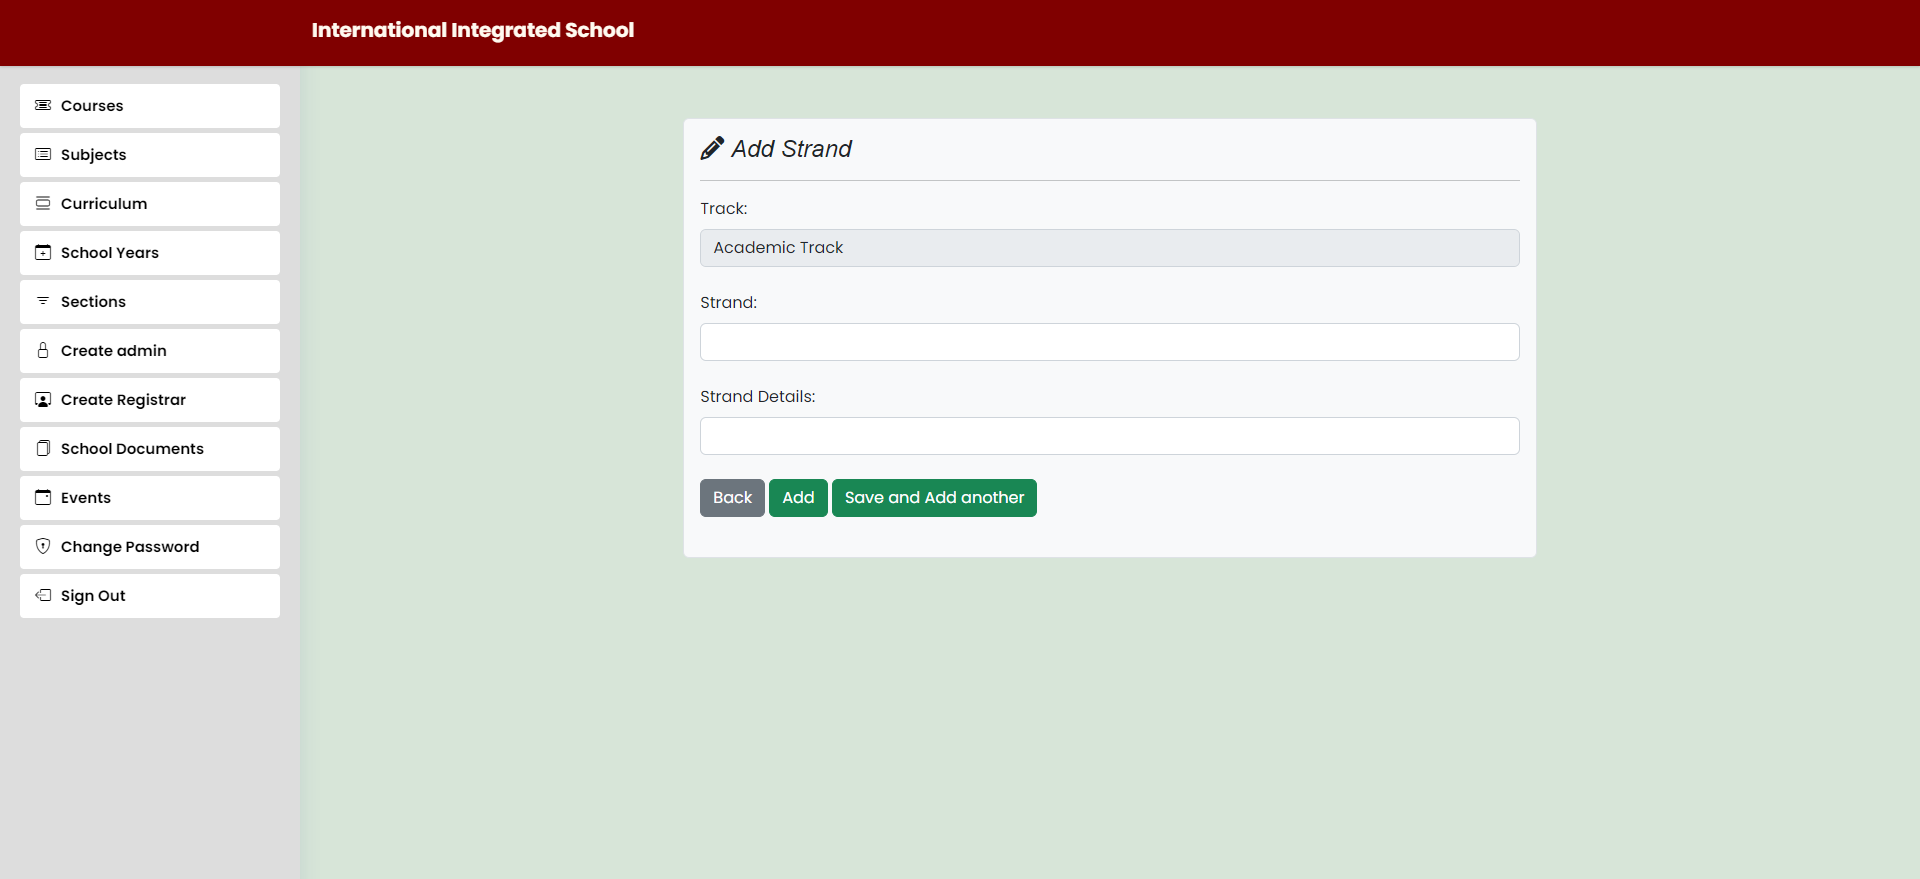 International Integrated School
Courses
Subjects
Curriculum
School Years
Sections
Create admin
Create Registrar
School Documents
Events
Change Password
Sign Out
Add Strand
Track:
Academic Track
Strand:
Strand Details:
Back Add Save and Add another